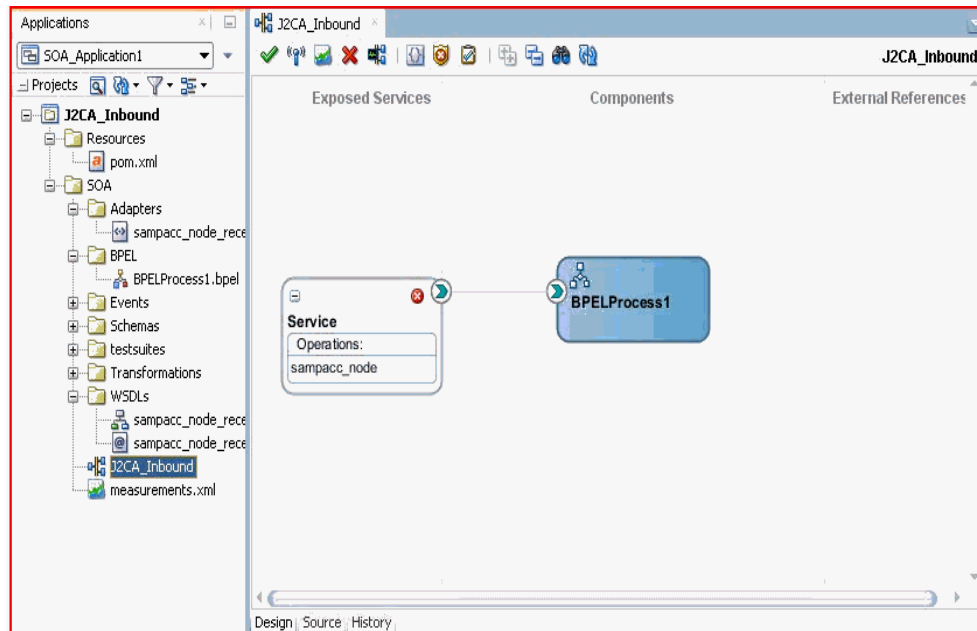 Applications
SOA_Application1
Projects
J2CA_Inbound
Resources
pom.xml
SOA
Adapters
sampacc_node_rece
BPEL
BPELProcess1.bpel
Events
Schemas
testsuites
Transformations
WSDLs
sampacc_node_rece
sampacc_node_rece
J2CA_Inbound
measurements.xml
J2CA_Inbound
J2CA_Inbound
Exposed Services
Components
External References
Service
Operations:
sampacc_node
BPELProcess1
Design Source History